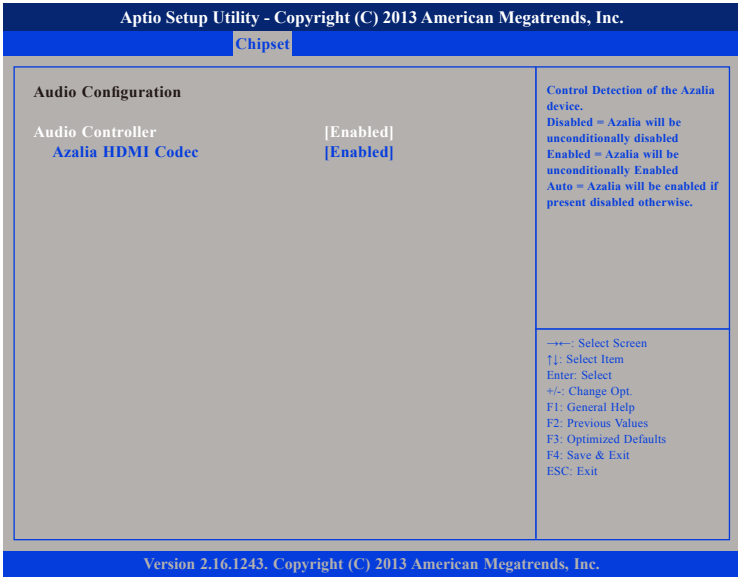 Aptio Setup Utility - Copyright (C) 2013 American Megatrends, Inc.
Chipset
Audio Configuration
Audio Controller [Enabled]
Azalia HDMI Codec [Enabled]
Control Detection of the Azalia
device.
Disabled = Azalia will be
unconditionally disabled
Enabled = Azalia will be
unconditionally Enabled
Auto = Azalia will be enabled if
present disabled otherwise.
→←: Select Screen
↑↓: Select Item
Enter: Select
+/-: Change Opt.
F1: General Help
F2: Previous Values
F3: Optimized Defaults
F4: Save & Exit
ESC: Exit
Version 2.16.1243. Copyright (C) 2013 American Megatrends, Inc.